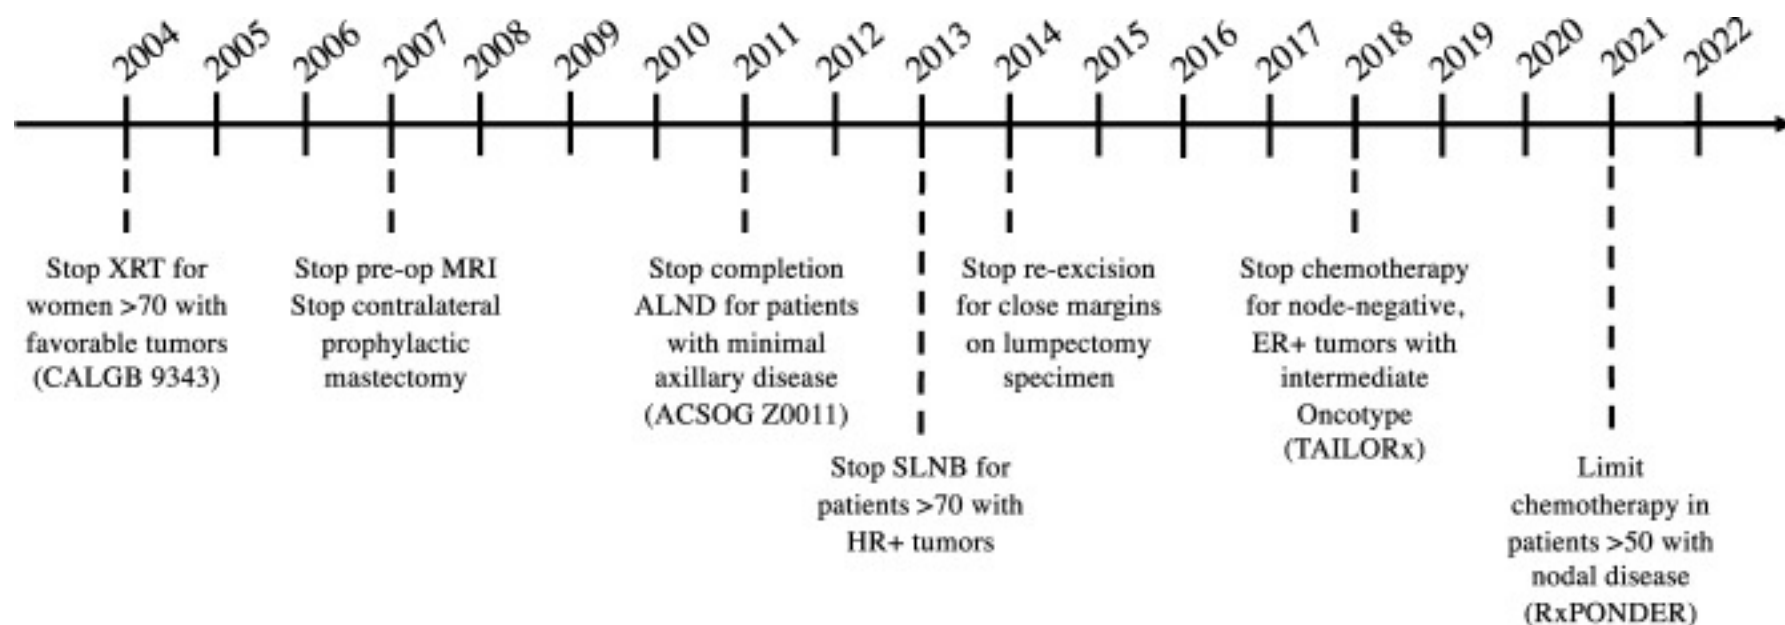 2004 2005 2006 2007 2008 2009 2010 2011 2012 2013 2014 2015 2016 2017 2018 2019 2020 2021 2022
Stop XRT for
women >70 with
favorable tumors
(CALGB 9343)
Stop pre-op MRI
Stop contralateral
prophylactic
mastectomy
Stop completion
ALND for patients
with minimal
axillary disease
(ACSOG Z0011)
Stop SLNB for
patients >70 with
HR+ tumors
Stop re-excision
for close margins
on lumpectomy
specimen
Stop chemotherapy
for node-negative,
ER+ tumors with
intermediate
Oncotype
(TAILORx)
Limit
chemotherapy in
patients >50 with
nodal disease
(RxPONDER)